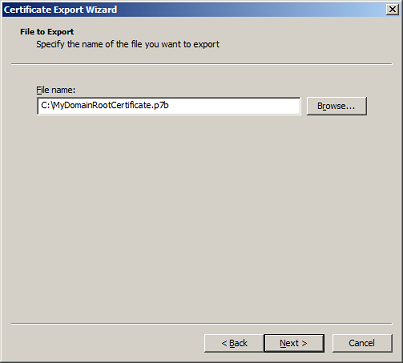 Certificate Export Wizard
File to Export
Specify the name of the file you want to export
File name:
C:\MyDomainRootCertificate.p7b
Browse...
< Back
Next >
Cancel